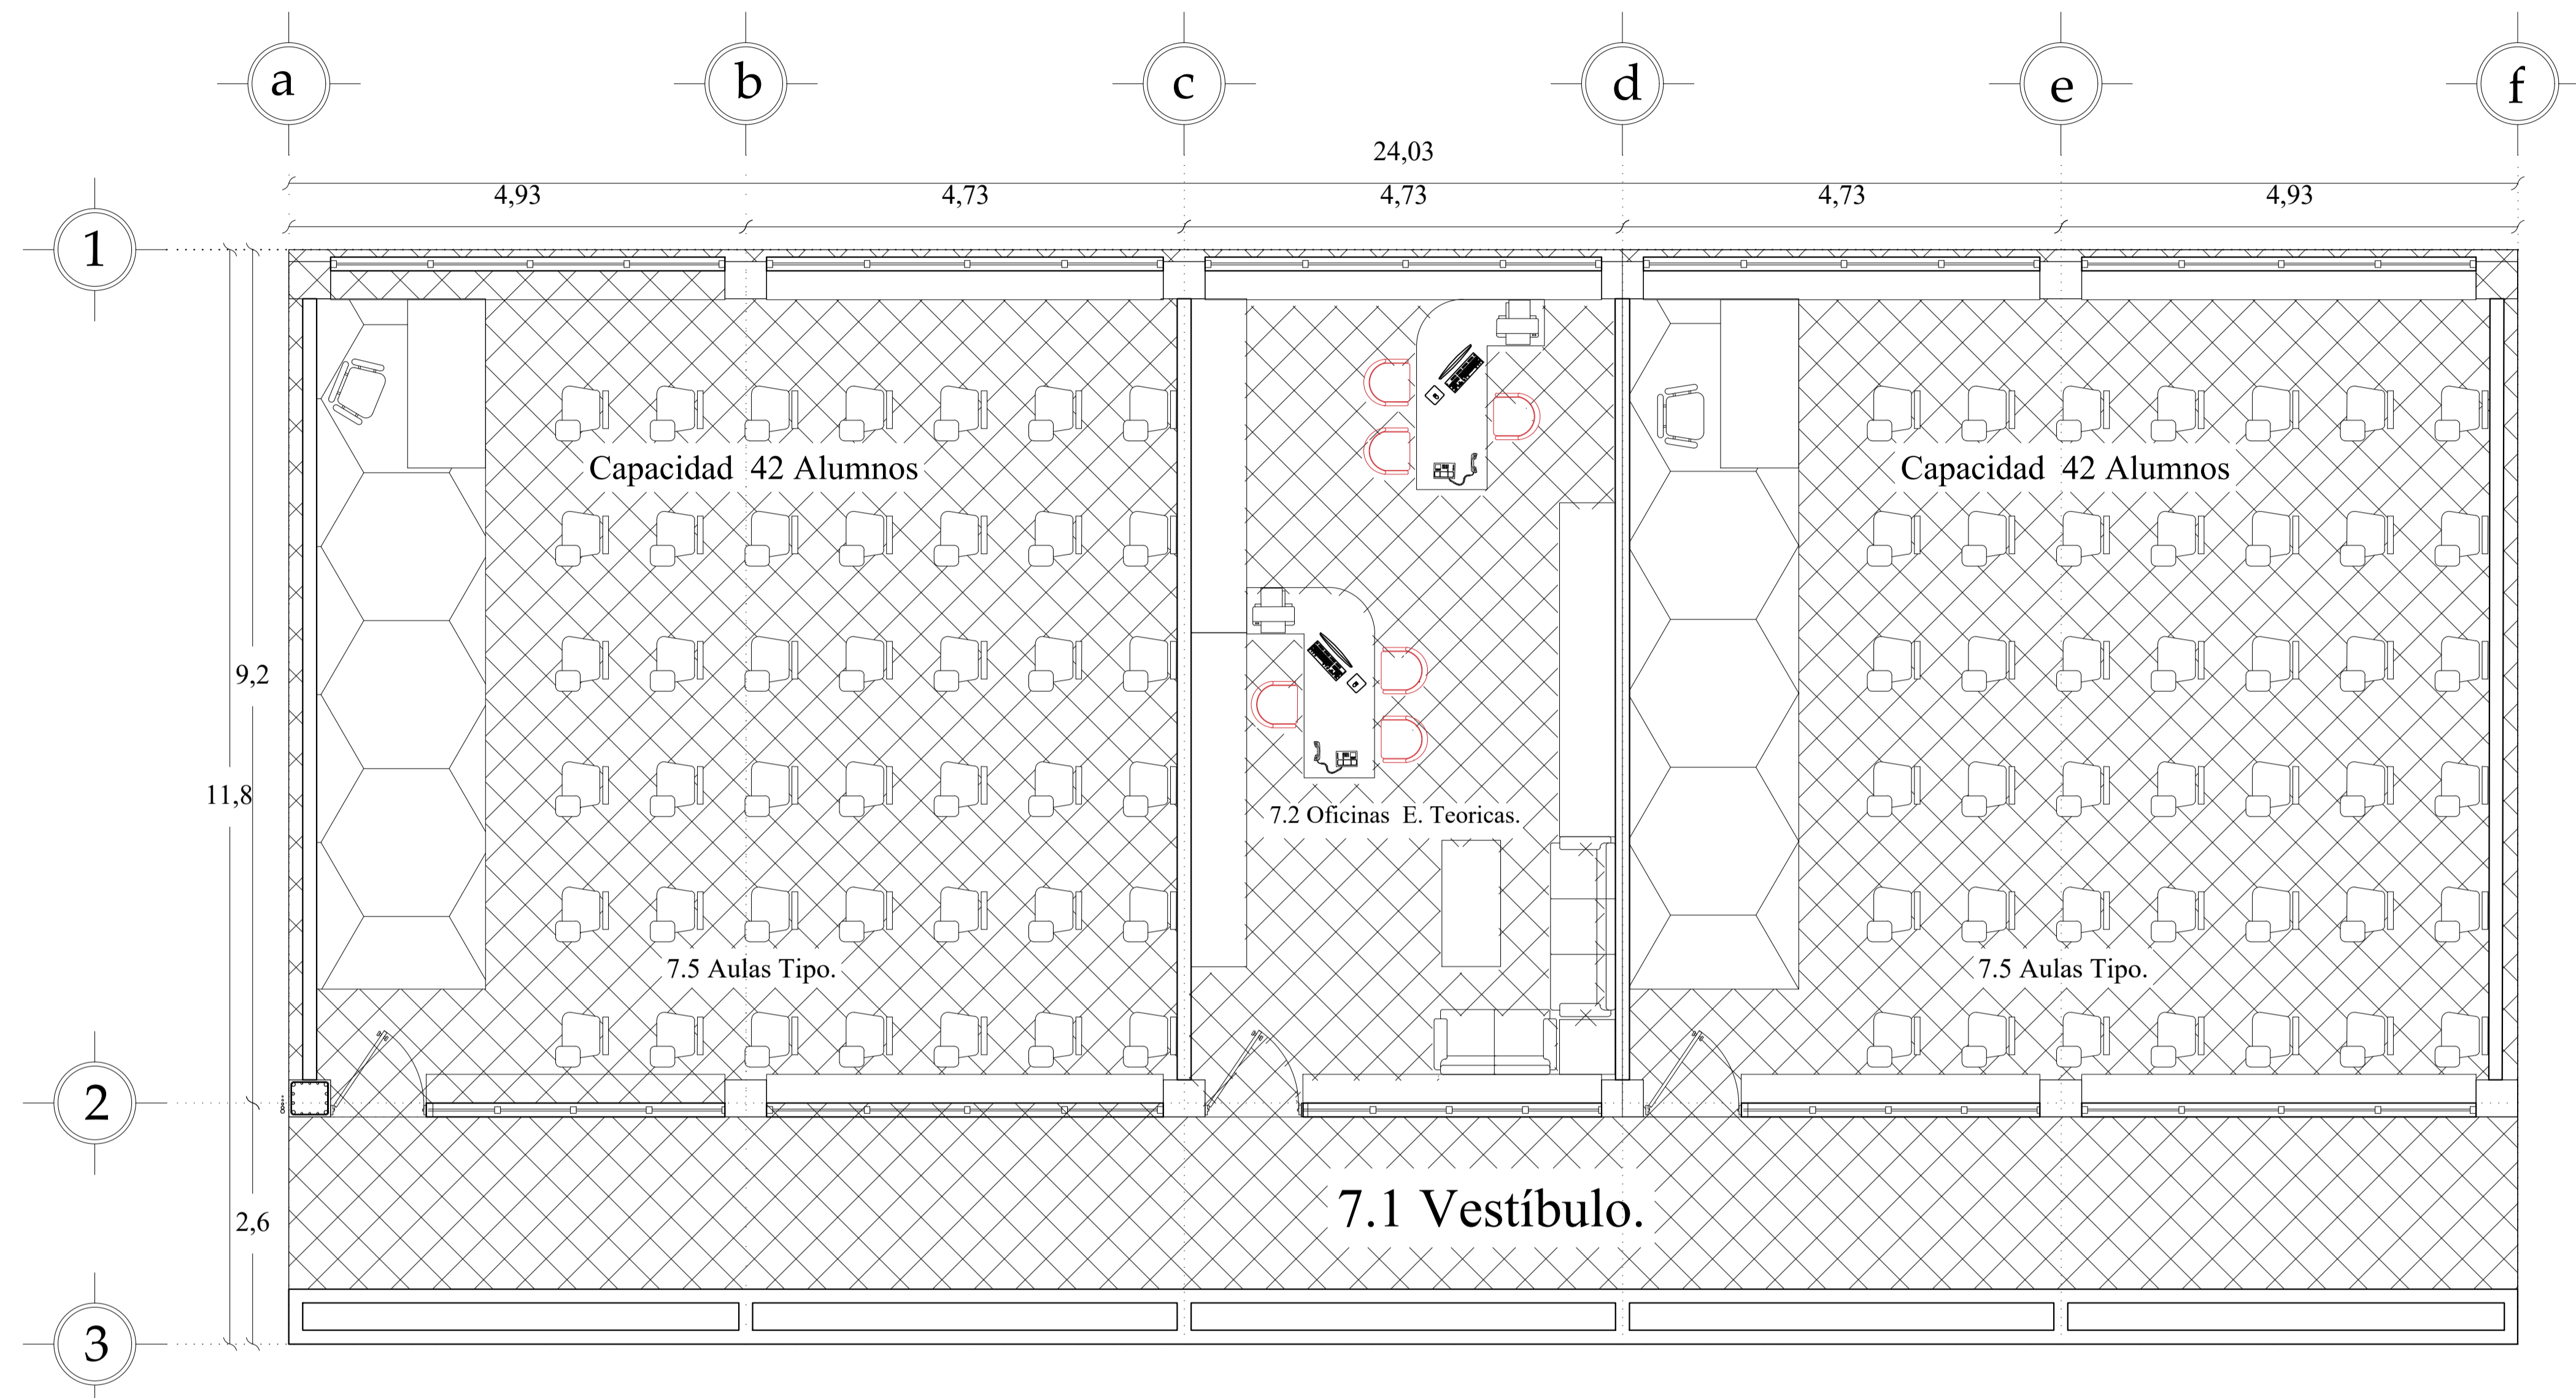 a
b
c
d
e
f
24,03
4,93
4,73
4,73
4,73
4,93
1
Capacidad 42 Alumnos
Capacidad 42 Alumnos
9,2
11,8
7.2 Oficinas E. Teoricas.
7.5 Aulas Tipo.
7.5 Aulas Tipo.
2
7.1 Vestíbulo.
2,6
3